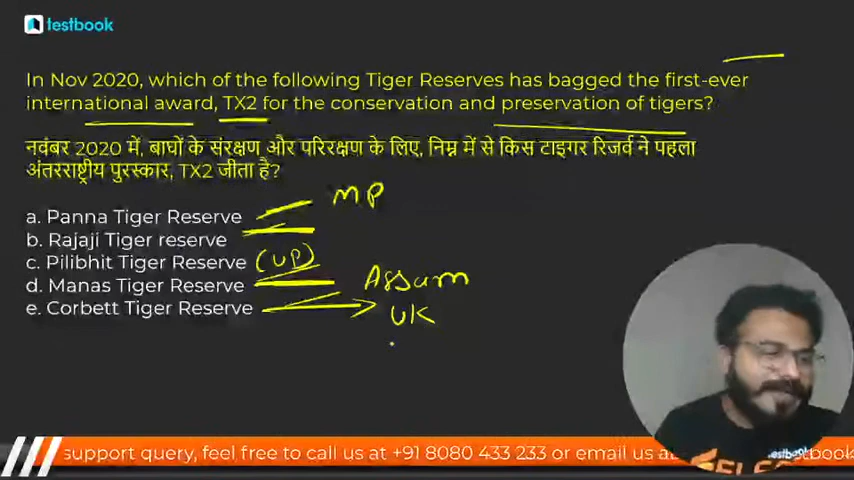 testbook
In Nov 2020, which of the following Tiger Reserves has bagged the first-ever
international award, TX2 for the conservation and preservation of tigers?
नवंबर 2020 में, बाघों के संरक्षण और परिरक्षण के लिए, निम्न में से किस टाइगर रिजर्व ने पहला
अंतरराष्ट्रीय पुरस्कार, TX2 जीता है?
a. Panna Tiger Reserve MP
b. Rajaji Tiger reserve
c. Pilibhit Tiger Reserve (UP)
d. Manas Tiger Reserve Assam
e. Corbett Tiger Reserve UK
support query, feel free to call us at +91 8080 433 233 or email us a